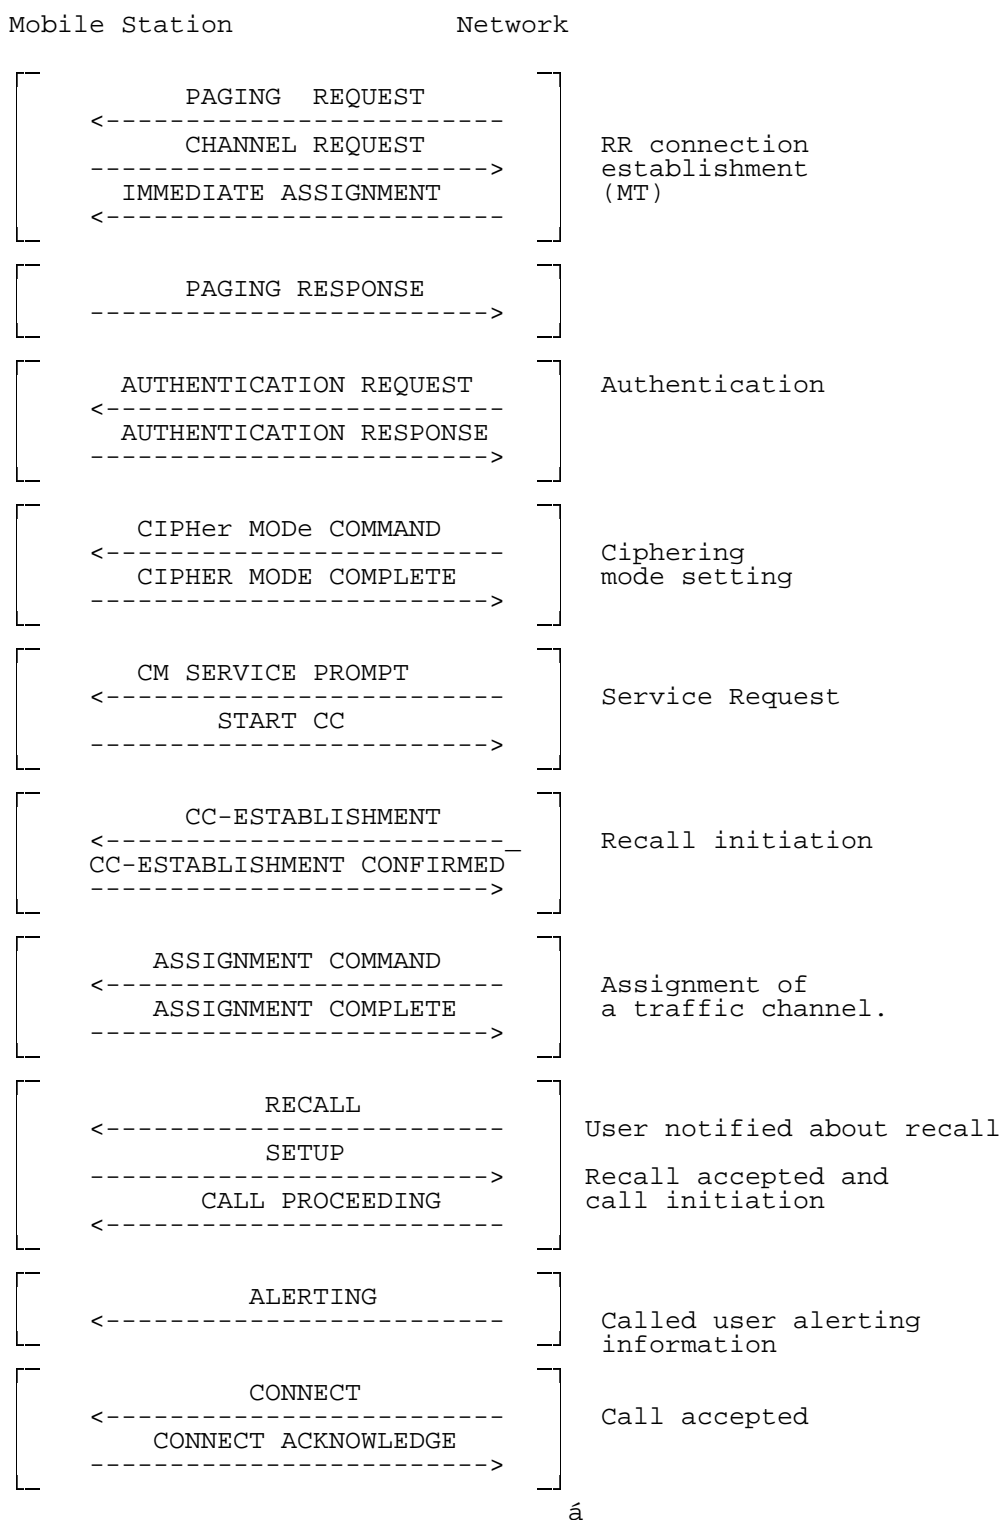 Mobile Station Network
PAGING REQUEST
<-------------------------
CHANNEL REQUEST
RR connection
------------------------->
establishment
IMMEDIATE ASSIGNMENT
(MT)
<-------------------------
PAGING RESPONSE
------------------------->
AUTHENTICATION REQUEST
Authentication
<-------------------------
AUTHENTICATION RESPONSE
------------------------->
CIPHer MODe COMMAND
<-------------------------
Ciphering
CIPHER MODE COMPLETE
mode setting
------------------------->
CM SERVICE PROMPT
<-------------------------
Service Request
START CC
------------------------->
CC-ESTABLISHMENT
<-------------------------_
Recall initiation
CC-ESTABLISHMENT CONFIRMED
------------------------->
ASSIGNMENT COMMAND
<-------------------------
Assignment of
ASSIGNMENT COMPLETE
a traffic channel.
------------------------->
RECALL
<-------------------------
User notified about recall
SETUP
------------------------->
Recall accepted and
CALL PROCEEDING
call initiation
<-------------------------
ALERTING
<-------------------------
Called user alerting
information
CONNECT
<-------------------------
Call accepted
CONNECT ACKNOWLEDGE
------------------------->
á